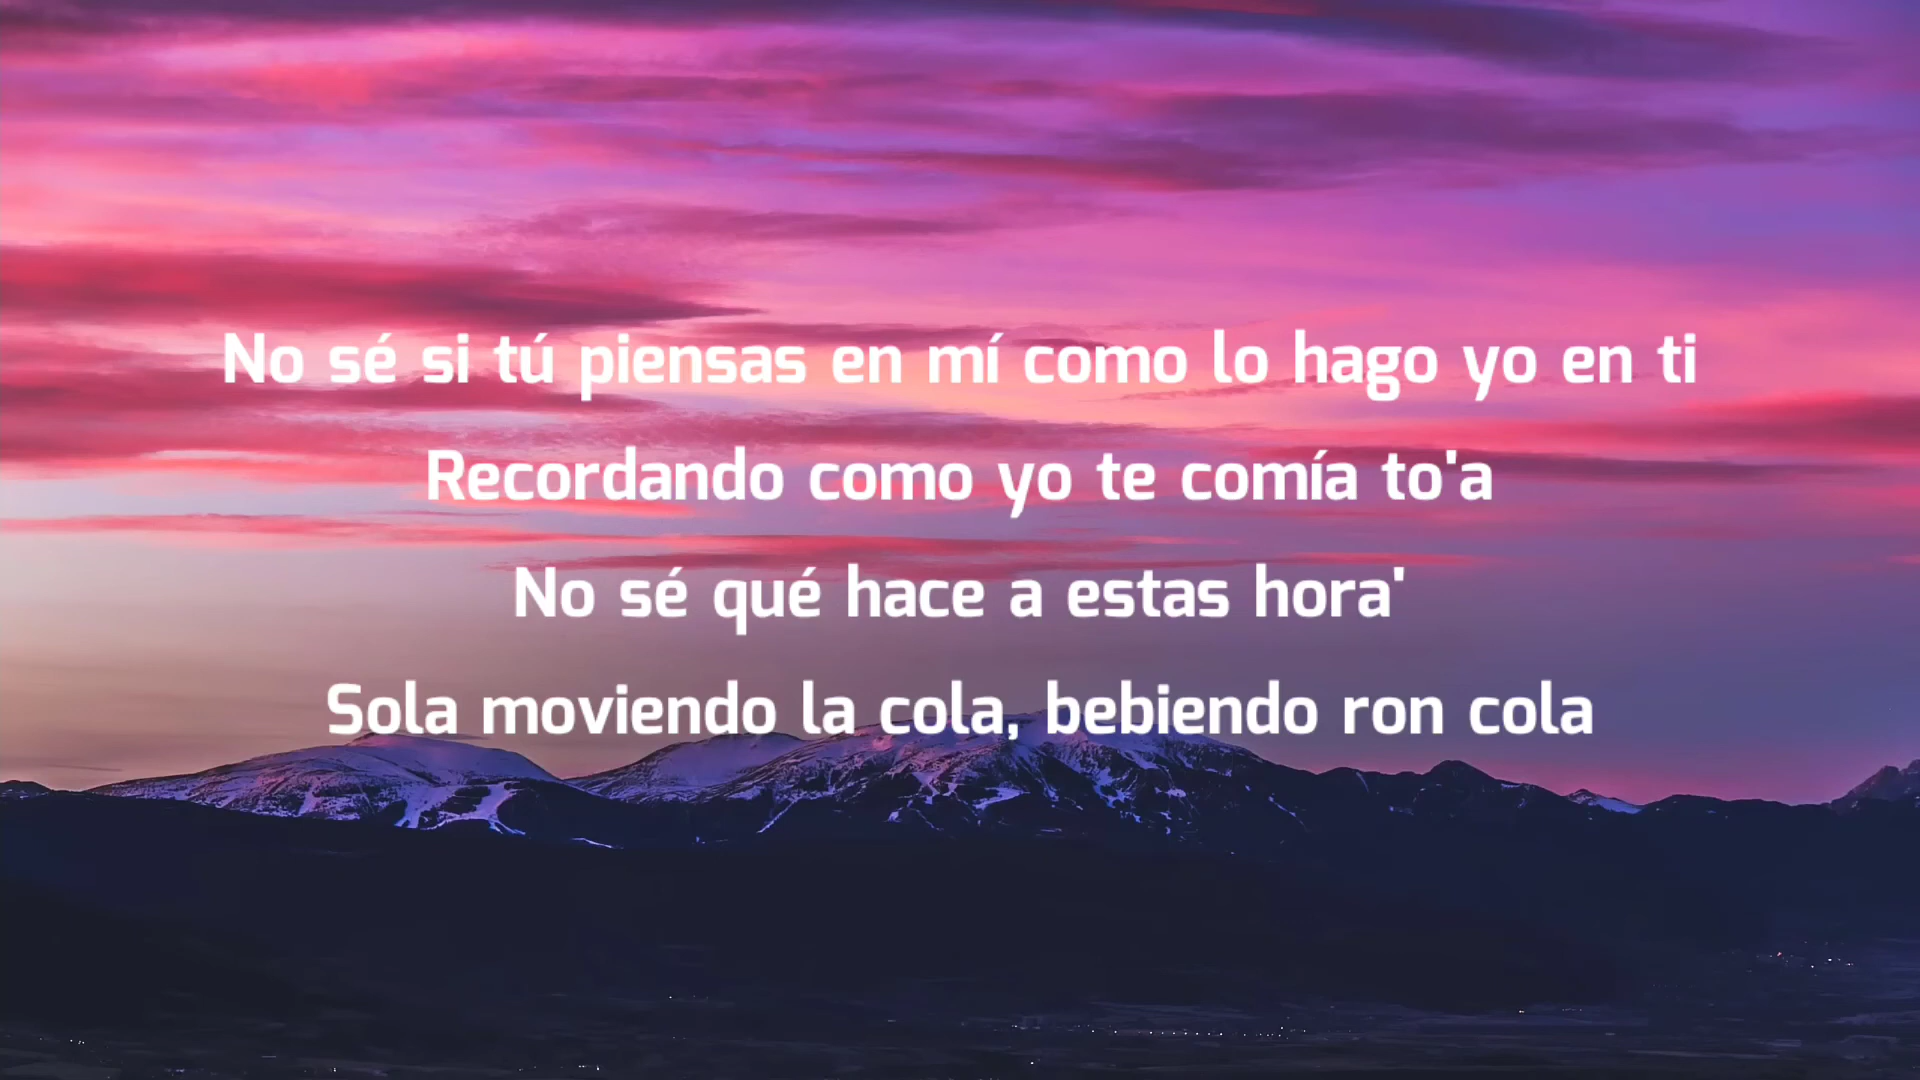 No sé si tú piensas en mí como lo hago yo en ti
Recordando como yo te comía to'a
No sé qué hace a estas hora'
Sola moviendo la cola, bebiendo ron cola